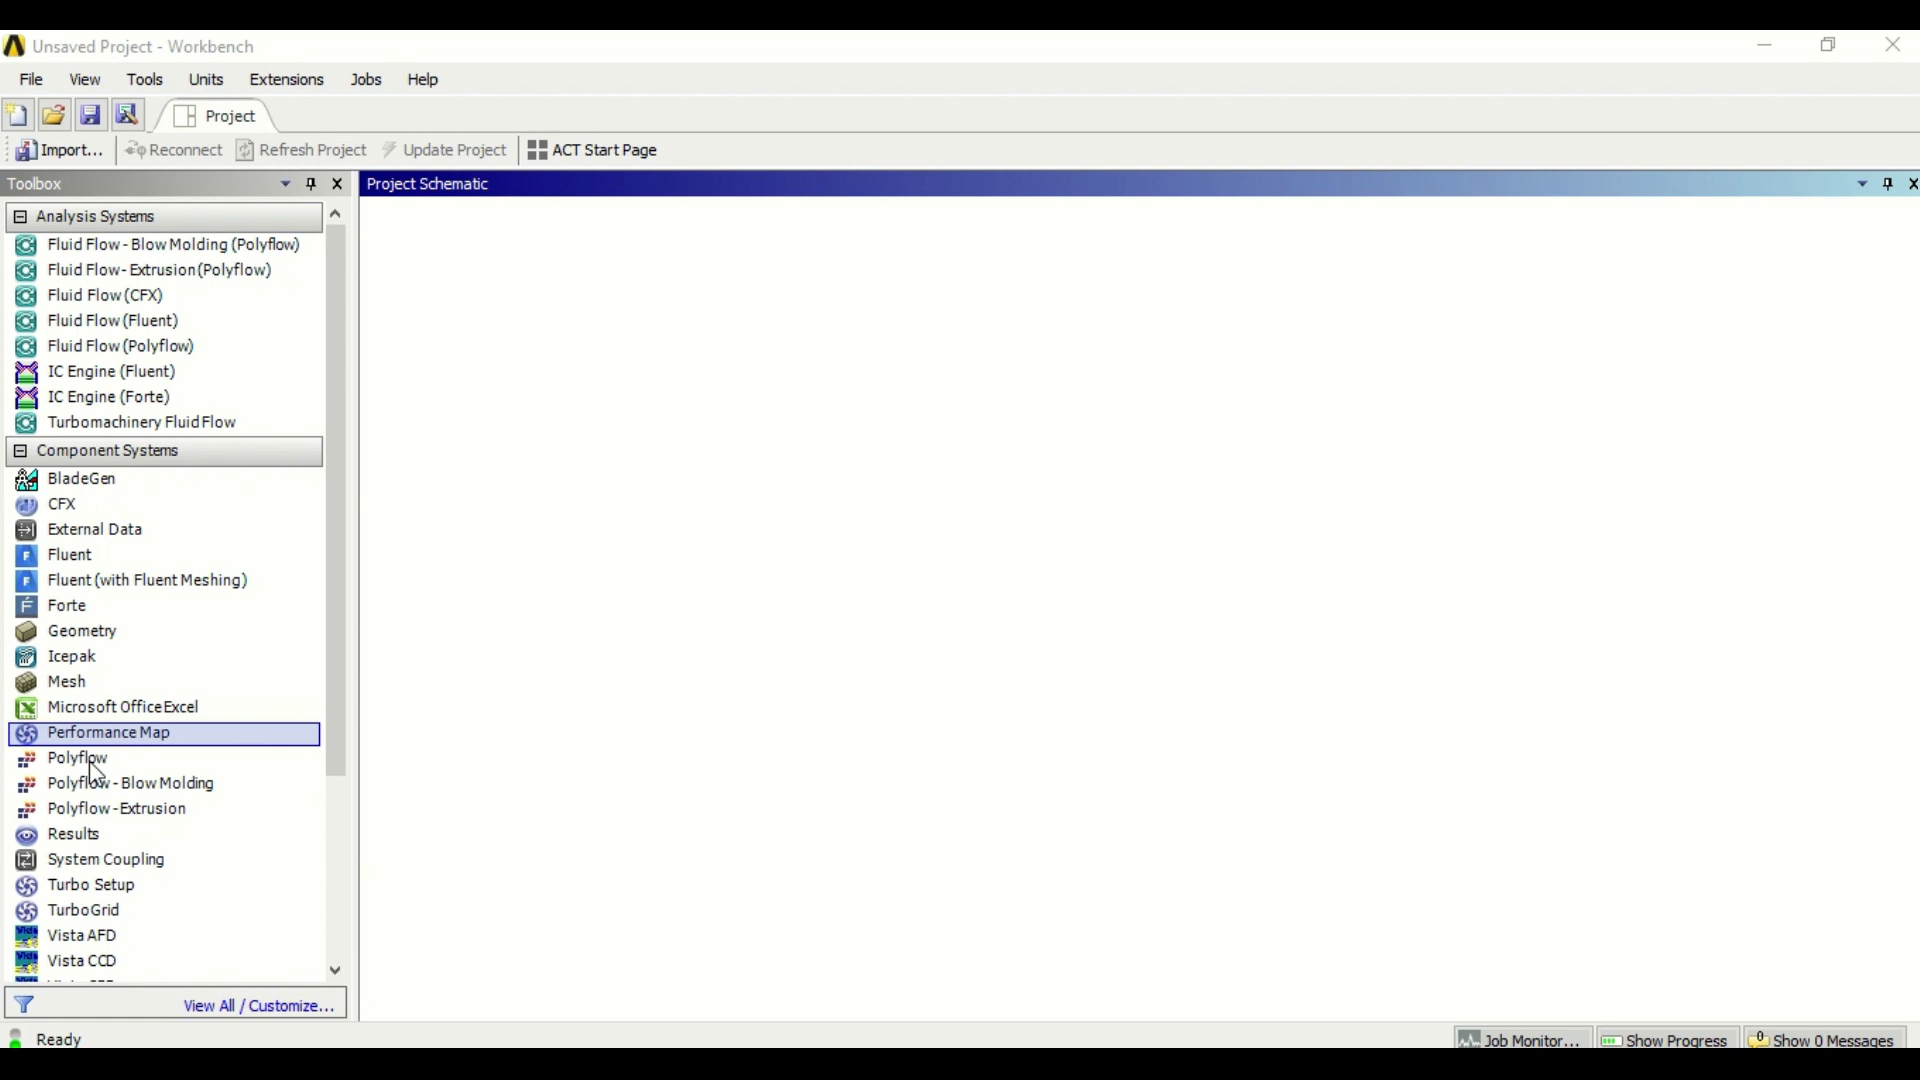 Unsaved Project - Workbench
File View Tools Units Extensions Jobs Help
Project
Import... Reconnect Refresh Project Update Project ACT Start Page
Toolbox
Project Schematic
Analysis Systems
Fluid Flow - Blow Molding (Polyflow)
Fluid Flow - Extrusion (Polyflow)
Fluid Flow (CFX)
Fluid Flow (Fluent)
Fluid Flow (Polyflow)
IC Engine (Fluent)
IC Engine (Forte)
Turbomachinery Fluid Flow
Component Systems
BladeGen
CFX
External Data
Fluent
Fluent (with Fluent Meshing)
Forte
Geometry
Icepak
Mesh
Microsoft Office Excel
Performance Map
Polyflow
Polyflow - Blow Molding
Polyflow - Extrusion
Results
System Coupling
Turbo Setup
TurboGrid
Vista AFD
Vista CCD
View All / Customize...
Ready
Job Monitor... Show Progress Show 0 Messages